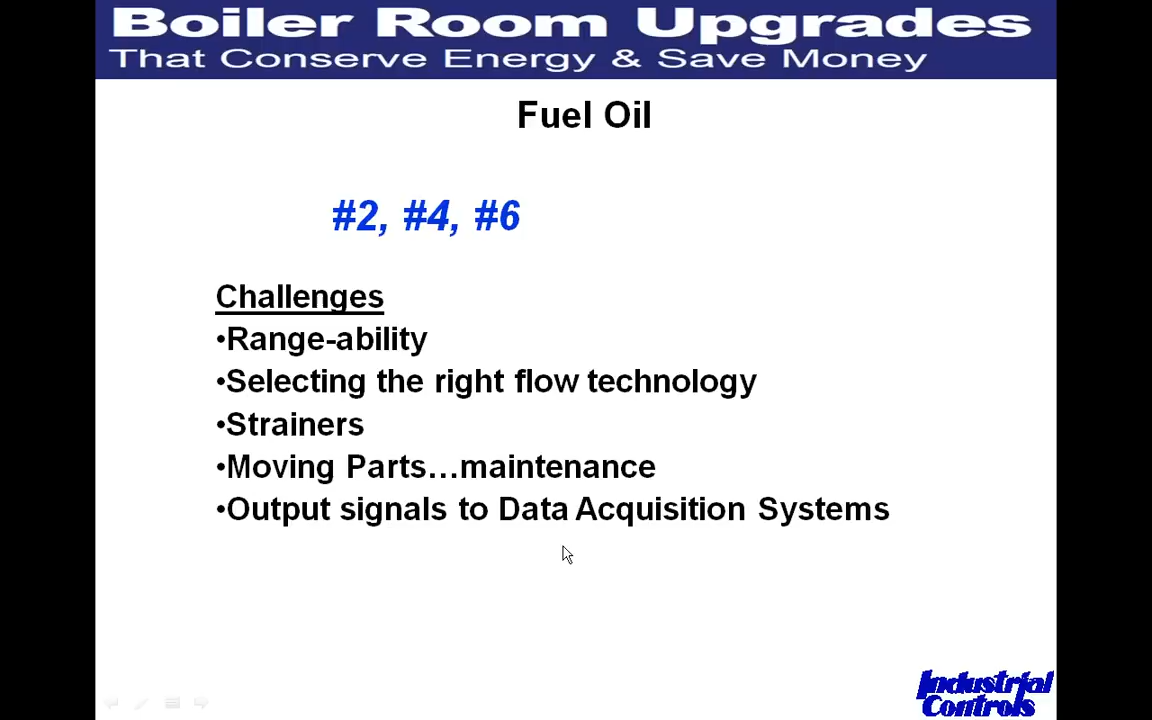 Boiler Room Upgrades
That Conserve Energy & Save Money
Fuel Oil
#2, #4, #6
Challenges
•Range-ability
•Selecting the right flow technology
•Strainers
•Moving Parts…maintenance
•Output signals to Data Acquisition Systems
Industrial
Controls